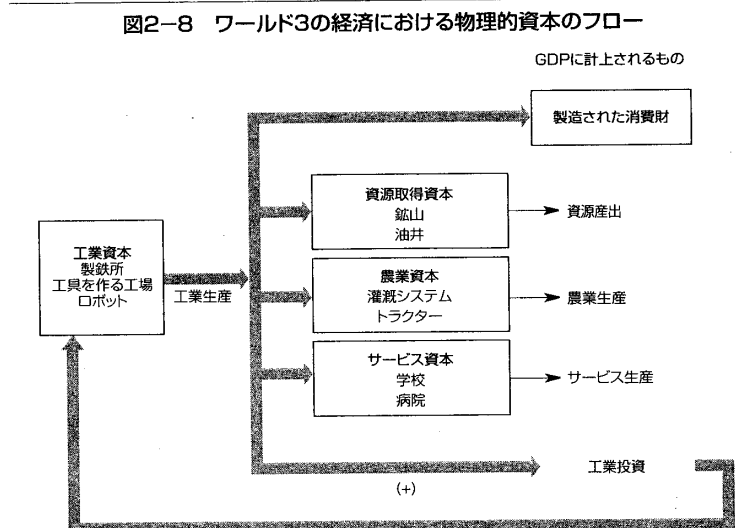 図2−8　ワールド3の経済における物理的資本のフロー
GDPに計上されるもの
製造された消費財
資源取得資本
鉱山
油井
資源産出
工業資本
製鉄所
工具を作る工場
ロボット
工業生産
農業資本
灌漑システム
トラクター
農業生産
サービス資本
学校
病院
サービス生産
工業投資
(+)